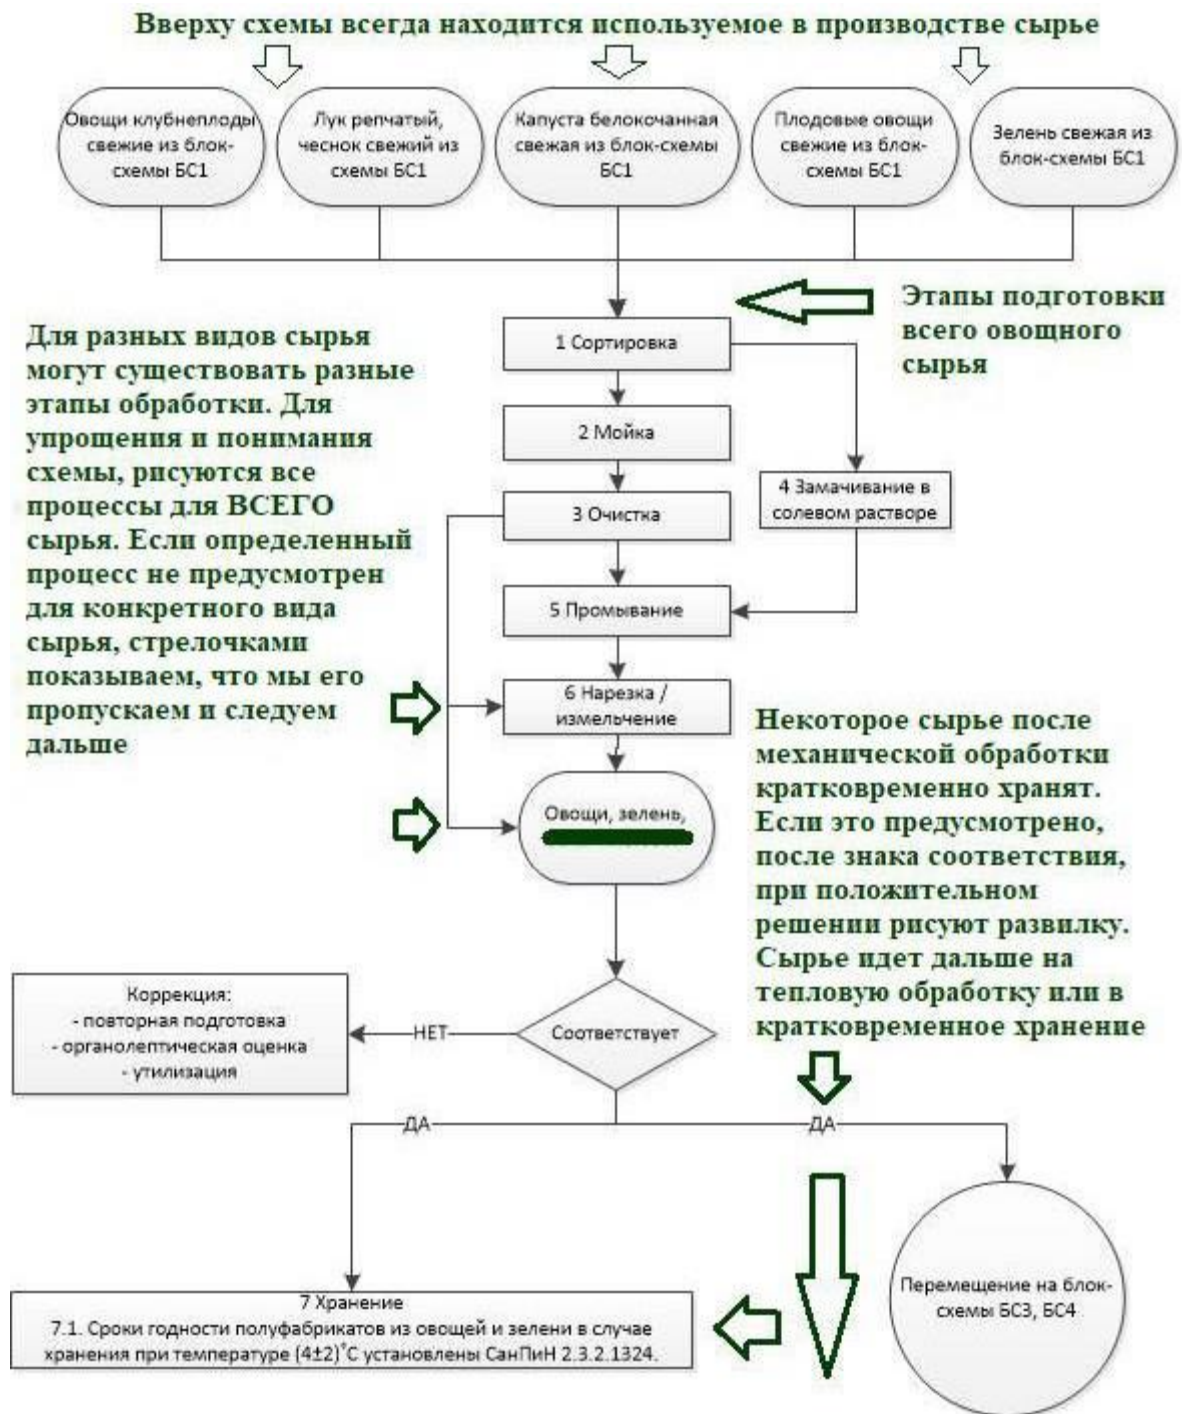 Вверху схемы всегда находится используемое в производстве сырье
Овощи клубнеплоды
свежие из блок-
схемы БС1
Лук репчатый,
чеснок свежий из
схемы БС1
Капуста белокочанная
свежая из блок-схемы
БС1
Плодовые овощи
свежие из блок-
схемы БС1
Зелень свежая из
блок-схемы БС1
Этапы подготовки
всего овощного
сырья
Для разных видов сырья
могут существовать разные
этапы обработки. Для
упрощения и понимания
схемы, рисуются все
процессы для ВСЕГО
сырья. Если определенный
процесс не предусмотрен
для конкретного вида
сырья, стрелочками
показываем, что мы его
пропускаем и следуем
дальше
1 Сортировка
2 Мойка
3 Очистка
4 Замачивание в
солевом растворе
5 Промывание
6 Нарезка /
измельчение
Овощи, зелень,
Некоторое сырье после
механической обработки
кратковременно хранят.
Если это предусмотрено,
после знака соответствия,
при положительном
решении рисуют развилку.
Сырье идет дальше на
тепловую обработку или в
кратковременное хранение
Коррекция:
- повторная подготовка
- органолептическая оценка
- утилизация
НЕТ
Соответствует
ДА
ДА
7 Хранение
7.1. Сроки годности полуфабрикатов из овощей и зелени в случае
хранения при температуре (4±2)˚С установлены СанПиН 2.3.2.1324.
Перемещение на блок-
схемы БС3, БС4